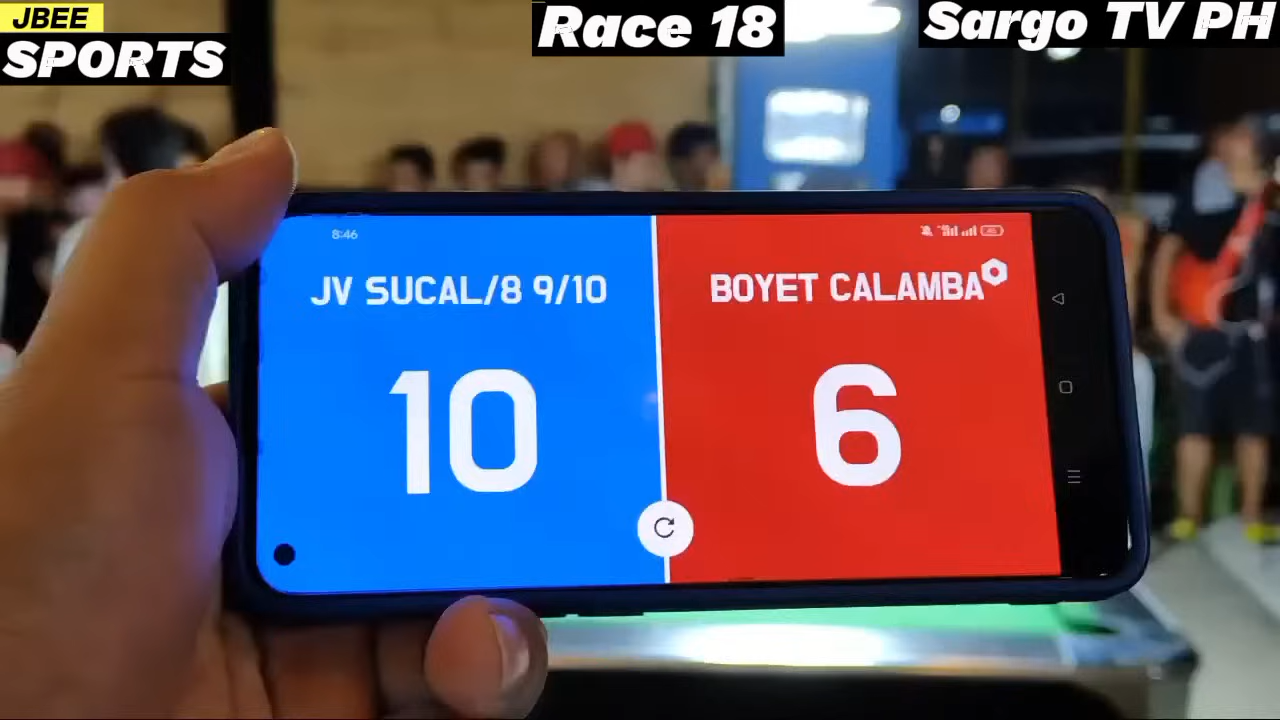 JBEE
SPORTS
Race 18
Sargo TV PH
8:46
JV SUCAL/8 9/10
BOYET CALAMBA
10
6